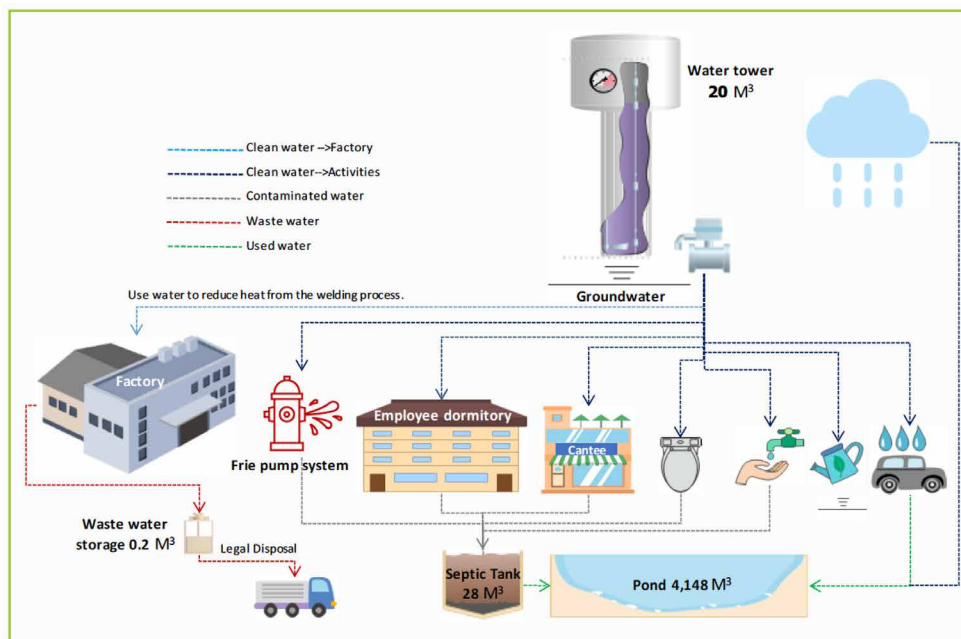 Water tower
20 M³
Clean water -->Factory
Clean water-->Activities
Contaminated water
Waste water
Used water
Groundwater
Use water to reduce heat from the welding process.
Factory
Employee dormitory
Cantee
Frie pump system
Waste water
storage 0.2 M³
Legal Disposal
Septic Tank
28 M³
Pond 4,148 M³